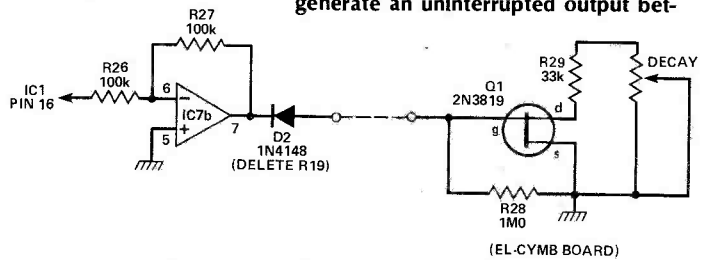 generate an uninterrupted output bet-
R27
100k
R26
100k
IC1
PIN 16
6
5
IC7b
7
D2
1N4148
(DELETE R19)
Q1
2N3819
g
d
s
R29
33k
DECAY
R28
1M0
(EL-CYMB BOARD)